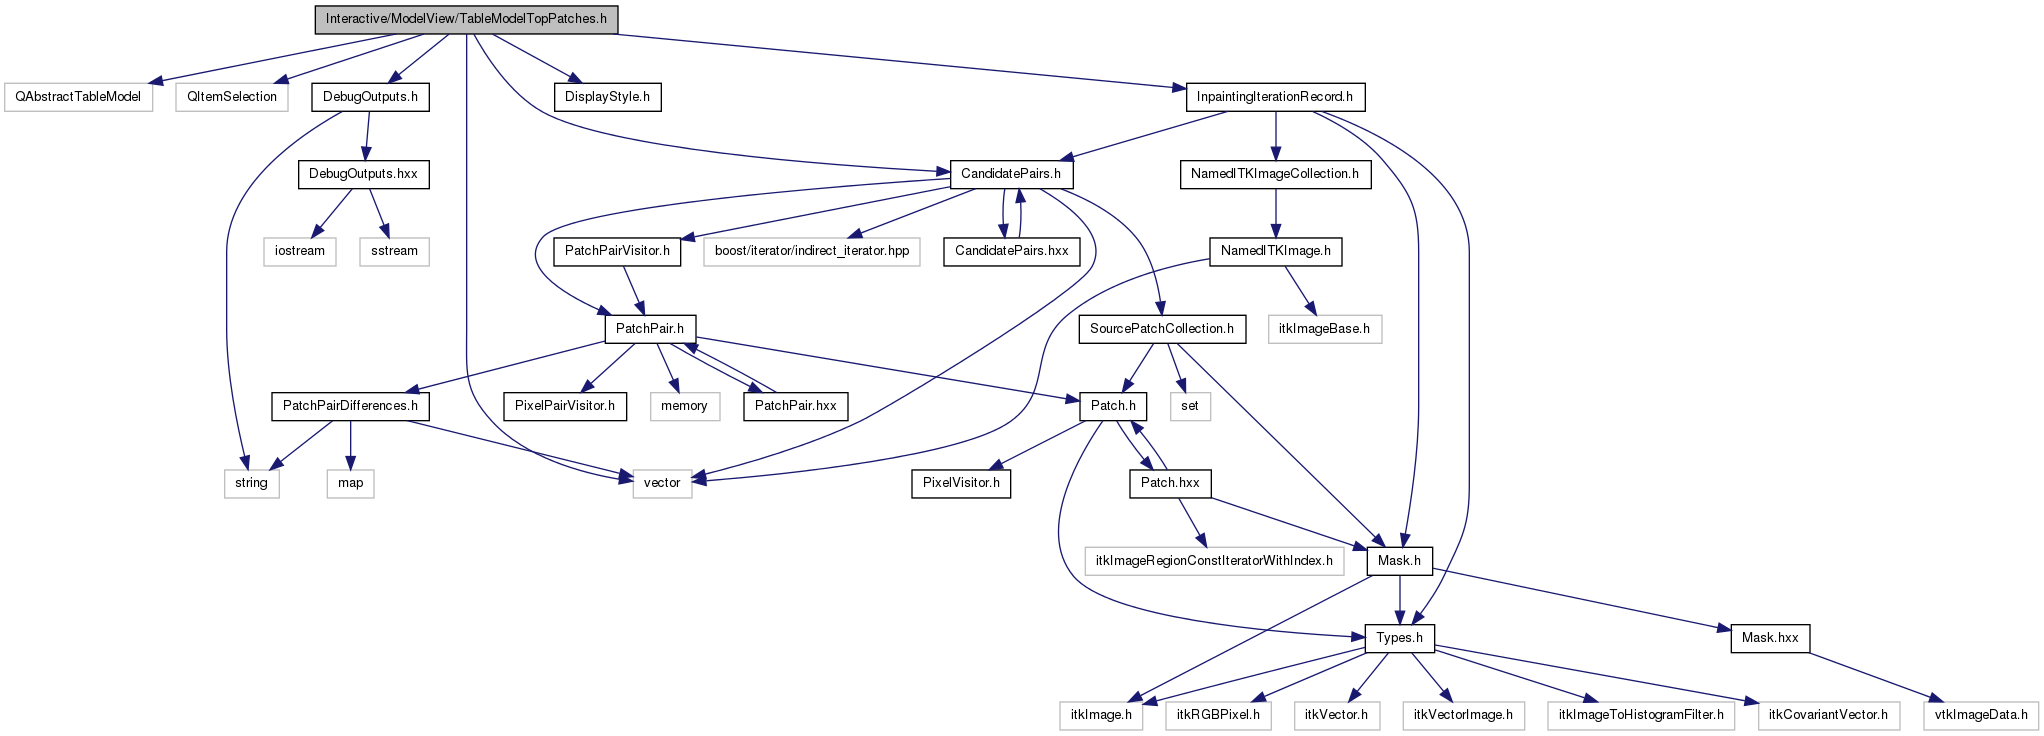 Interactive/ModelView/TableModelTopPatches.h
QAbstractTableModel
QItemSelection
DebugOutputs.h
DisplayStyle.h
InpaintingIterationRecord.h
DebugOutputs.hxx
CandidatePairs.h
NamedITKImageCollection.h
iostream
sstream
PatchPairVisitor.h
boost/iterator/indirect_iterator.hpp
CandidatePairs.hxx
NamedITKImage.h
PatchPair.h
SourcePatchCollection.h
itkImageBase.h
PatchPairDifferences.h
PixelPairVisitor.h
memory
PatchPair.hxx
Patch.h
set
string
map
vector
PixelVisitor.h
Patch.hxx
itkImageRegionConstIteratorWithIndex.h
Mask.h
Types.h
Mask.hxx
itkImage.h
itkRGBPixel.h
itkVector.h
itkVectorImage.h
itkImageToHistogramFilter.h
itkCovariantVector.h
vtkImageData.h